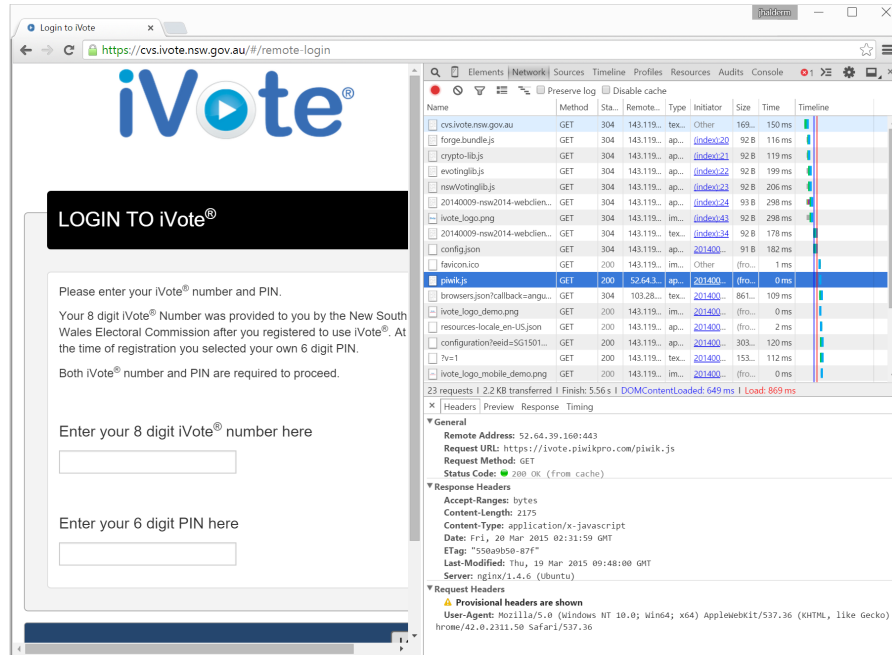 jhalderm
Login to iVote
https://cvs.ivote.nsw.gov.au/#/remote-login
iVote®
LOGIN TO iVote®
Please enter your iVote® number and PIN.
Your 8 digit iVote® Number was provided to you by the New South
Wales Electoral Commission after you registered to use iVote®. At
the time of registration you selected your own 6 digit PIN.
Both iVote® number and PIN are required to proceed.
Enter your 8 digit iVote® number here
Enter your 6 digit PIN here
Elements Network Sources Timeline Profiles Resources Audits Console 1
Preserve log Disable cache
Name Method Sta... Remote... Type Initiator Size Time Timeline
cvs.ivote.nsw.gov.au GET 304 143.119... tex... Other 169... 150 ms
forge.bundle.js GET 304 143.119... ap... (index):20 92 B 116 ms
crypto-lib.js GET 304 143.119... ap... (index):21 92 B 119 ms
evotinglib.js GET 304 143.119... ap... (index):22 92 B 199 ms
nswVotinglib.js GET 304 143.119... ap... (index):23 92 B 206 ms
20140009-nsw2014-webclien... GET 304 143.119... ap... (index):24 93 B 298 ms
ivote_logo.png GET 304 143.119... im... (index):43 92 B 298 ms
20140009-nsw2014-webclien... GET 304 143.119... tex... (index):34 92 B 178 ms
config.json GET 304 143.119... ap... 201400... 91 B 182 ms
favicon.ico GET 200 143.119... im... Other (fro... 1 ms
piwik.js GET 200 52.64.3... ap... 201400... (fro... 0 ms
browsers.json?callback=angu... GET 304 103.28... tex... 201400... 861... 109 ms
ivote_logo_demo.png GET 200 143.119... im... 201400... (fro... 0 ms
resources-locale_en-US.json GET 200 143.119... ap... 201400... (fro... 2 ms
configuration?eeid=SG1501... GET 200 143.119... ap... 201400... 303... 120 ms
?v=1 GET 200 143.119... tex... 201400... 153... 112 ms
ivote_logo_mobile_demo.png GET 200 143.119... im... 201400... (fro... 0 ms
23 requests I 2.2 KB transferred I Finish: 5.56 s I DOMContentLoaded: 649 ms I Load: 869 ms
× Headers Preview Response Timing
General
Remote Address: 52.64.39.160:443
Request URL: https://ivote.piwikpro.com/piwik.js
Request Method: GET
Status Code: 200 OK (from cache)
Response Headers
Accept-Ranges: bytes
Content-Length: 2175
Content-Type: application/x-javascript
Date: Fri, 20 Mar 2015 02:31:59 GMT
ETag: "550a9b50-87f"
Last-Modified: Thu, 19 Mar 2015 09:48:00 GMT
Server: nginx/1.4.6 (Ubuntu)
Request Headers
Provisional headers are shown
User-Agent: Mozilla/5.0 (Windows NT 10.0; Win64; x64) AppleWebKit/537.36 (KHTML, like Gecko)
hrome/42.0.2311.50 Safari/537.36